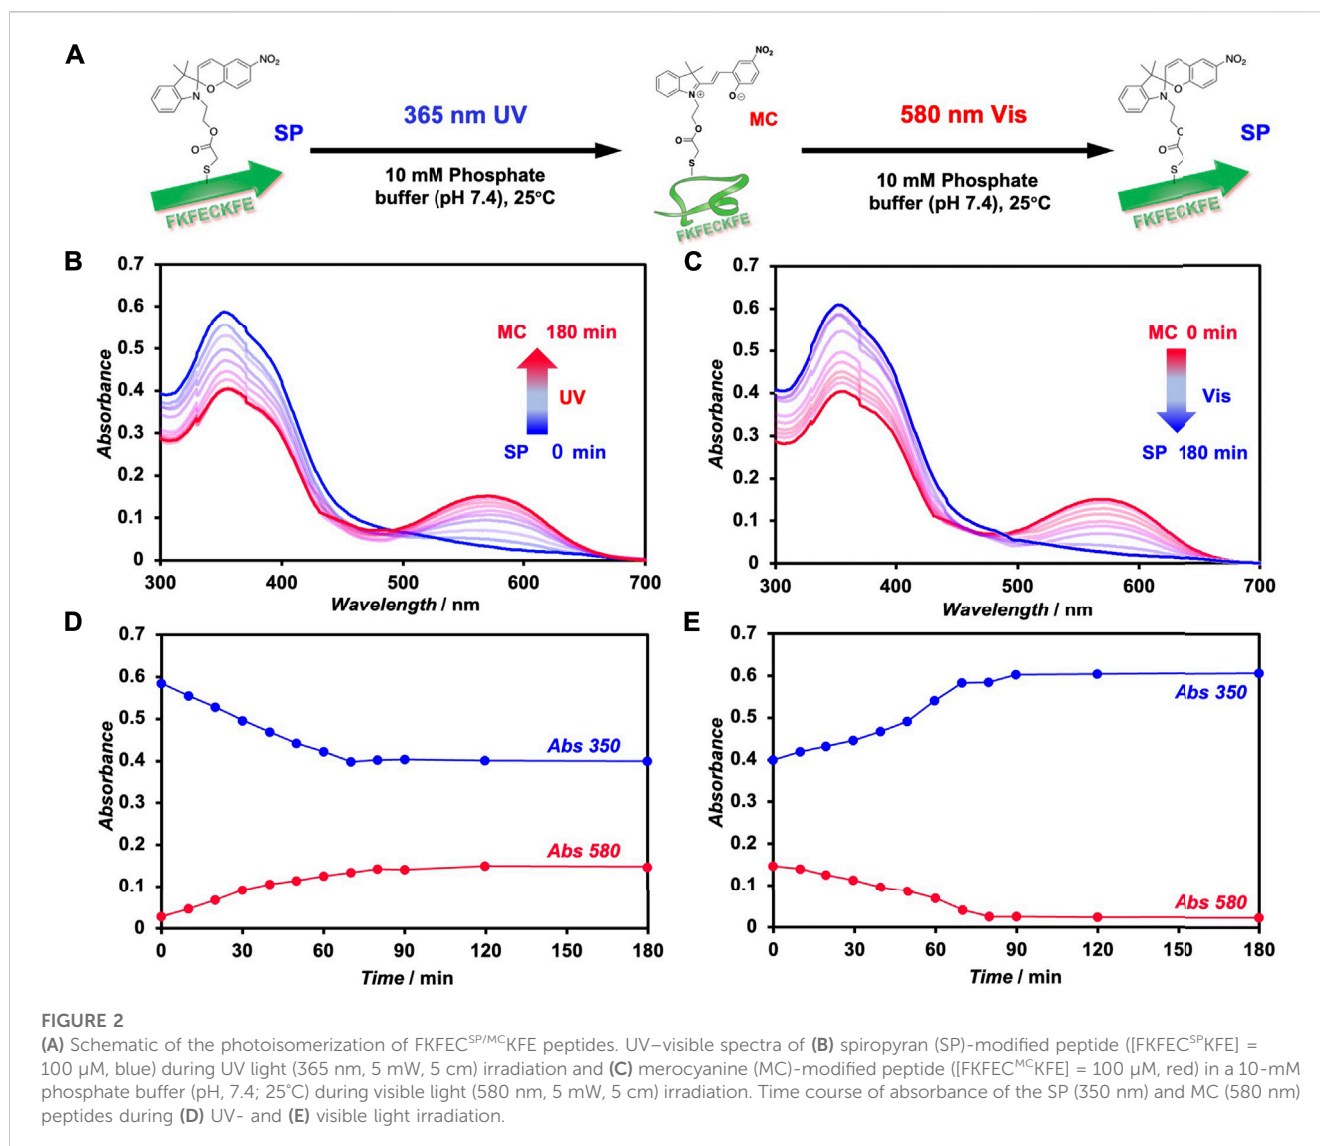 A
NO2
O
N
O
O
S
SP
FKFECKFE
365 nm UV
10 mM Phosphate
buffer (pH 7.4), 25°C
NO2
N+
O⊖
O
O
S
MC
FKFECKFE
580 nm Vis
10 mM Phosphate
buffer (pH 7.4), 25°C
NO2
O
N
O
S
SP
FKFECKFE
B
0.7
0.6
0.5
0.4
0.3
0.2
0.1
0
Absorbance
MC 180 min
UV
SP 0 min
300 400 500 600 700
Wavelength / nm
C
0.7
0.6
0.5
0.4
0.3
0.2
0.1
0
Absorbance
MC 0 min
Vis
SP 180 min
300 400 500 600 700
Wavelength / nm
D
0.7
0.6
0.5
0.4
0.3
0.2
0.1
0
Absorbance
Abs 350
Abs 580
0 30 60 90 120 150 180
Time / min
E
0.7
0.6
0.5
0.4
0.3
0.2
0.1
0
Absorbance
Abs 350
Abs 580
0 30 60 90 120 150 180
Time / min
FIGURE 2
(A) Schematic of the photoisomerization of FKFEC^SP/MC KFE peptides. UV–visible spectra of (B) spiropyran (SP)-modified peptide ([FKFEC^SP KFE] =
100 µM, blue) during UV light (365 nm, 5 mW, 5 cm) irradiation and (C) merocyanine (MC)-modified peptide ([FKFEC^MC KFE] = 100 µM, red) in a 10-mM
phosphate buffer (pH, 7.4; 25°C) during visible light (580 nm, 5 mW, 5 cm) irradiation. Time course of absorbance of the SP (350 nm) and MC (580 nm)
peptides during (D) UV- and (E) visible light irradiation.